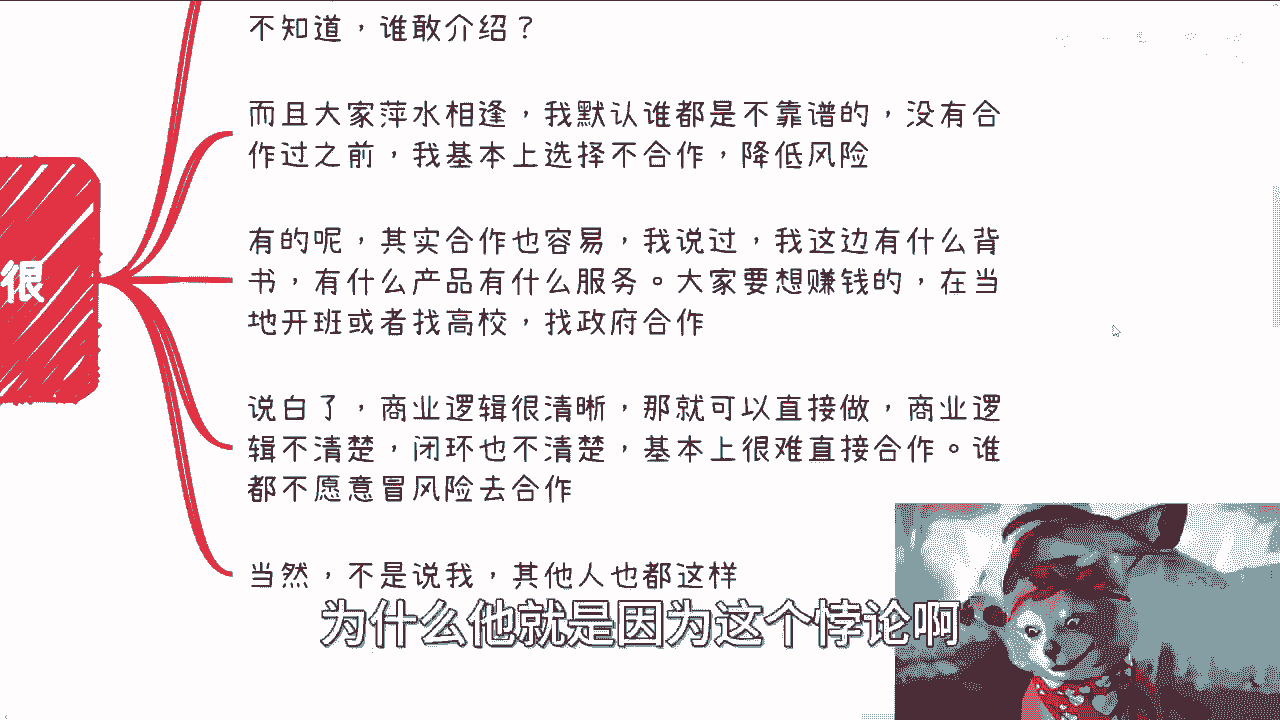 不知道，谁敢介绍？
而且大家萍水相逢，我默认谁都是不靠谱的，没有合
作过之前，我基本上选择不合作，降低风险
有的呢，其实合作也容易，我说过，我这边有什么背
书，有什么产品有什么服务。大家要想赚钱的，在当
地开班或者找高校，找政府合作
很
说白了，商业逻辑很清晰，那就可以直接做，商业逻
辑不清楚，闭环也不清楚，基本上很难直接合作。谁
都不愿意冒风险去合作
当然，不是说我，其他人也都这样
为什么他就是因为这个悖论啊